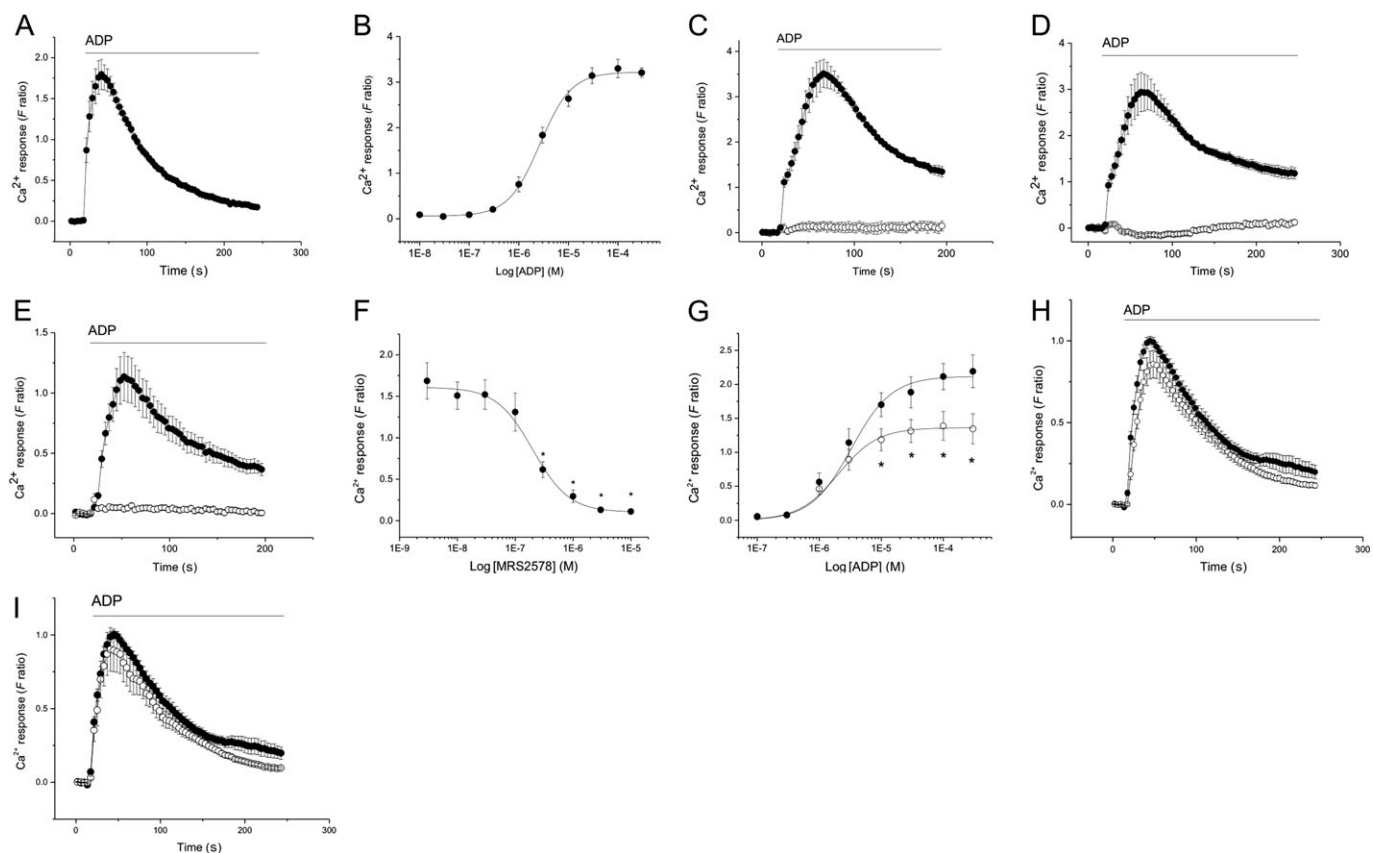 A
B
C
D
ADP
ADP
ADP
Ca²⁺ response (F ratio)
2.0
1.5
1.0
0.5
0.0
0
100
200
300
Time (s)
Ca²⁺ response (F ratio)
4
3
2
1
0
1E-8
1E-7
1E-6
1E-5
1E-4
Log[ADP] (M)
Ca²⁺ response (F ratio)
4
3
2
1
0
0
100
200
300
Time (s)
Ca²⁺ response (F ratio)
4
3
2
1
0
0
100
200
300
Time (s)
E
F
G
H
ADP
ADP
Ca²⁺ response (F ratio)
1.5
1.0
0.5
0.0
0
100
200
300
Time (s)
Ca²⁺ response (F ratio)
2.0
1.5
1.0
0.5
0.0
* * * *
1E-9
1E-8
1E-7
1E-6
1E-5
Log[MRS2578] (M)
Ca²⁺ response (F ratio)
2.5
2.0
1.5
1.0
0.5
0.0
* * * *
1E-7
1E-6
1E-5
1E-4
Log[ADP] (M)
Ca²⁺ response (F ratio)
1.0
0.5
0.0
0
100
200
300
Time (s)
I
ADP
Ca²⁺ response (F ratio)
1.0
0.5
0.0
0
100
200
300
Time (s)